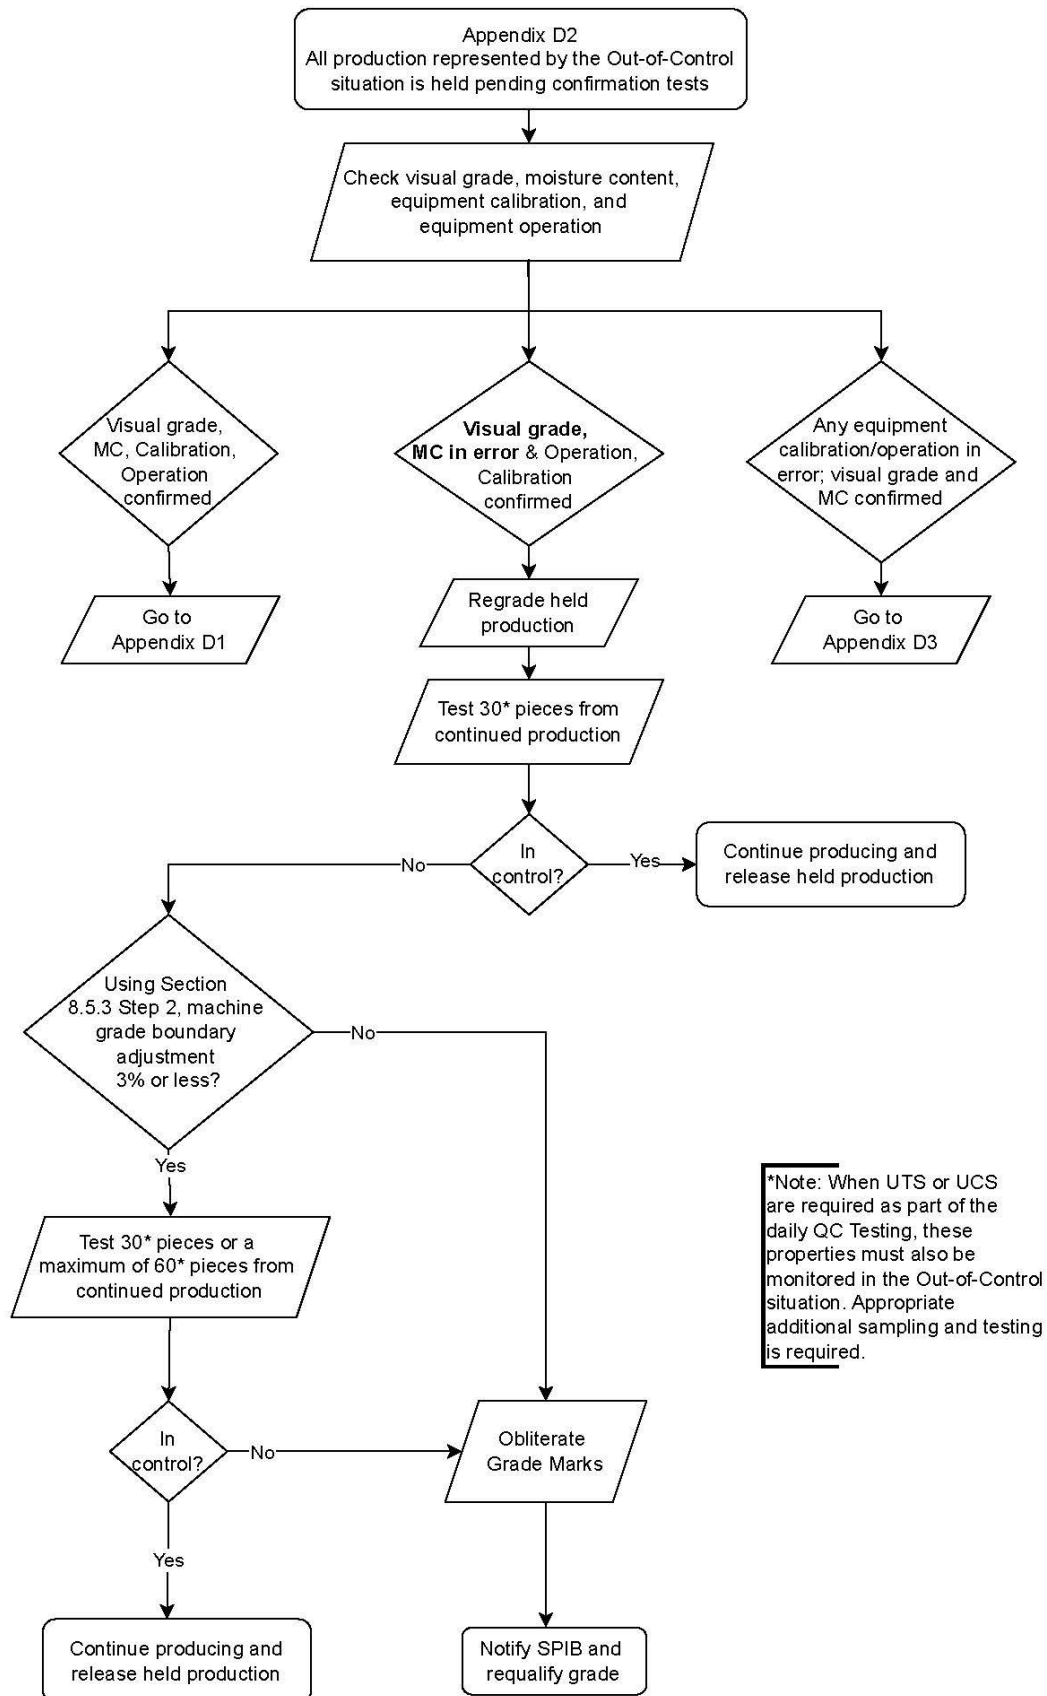 Appendix D2
All production represented by the Out-of-Control
situation is held pending confirmation tests
Check visual grade, moisture content,
equipment calibration, and
equipment operation
Visual grade,
MC, Calibration,
Operation
confirmed
Visual grade,
MC in error & Operation,
Calibration
confirmed
Any equipment
calibration/operation in
error; visual grade and
MC confirmed
Go to
Appendix D1
Regrade held
production
Go to
Appendix D3
Test 30* pieces from
continued production
In
control?
No
Yes
Continue producing and
release held production
Using Section
8.5.3 Step 2, machine
grade boundary
adjustment
3% or less?
No
Yes
*Note: When UTS or UCS
are required as part of the
daily QC Testing, these
properties must also be
monitored in the Out-of-Control
situation. Appropriate
additional sampling and testing
is required.
Test 30* pieces or a
maximum of 60* pieces from
continued production
In
control?
No
Obliterate
Grade Marks
Yes
Continue producing and
release held production
Notify SPIB and
requalify grade